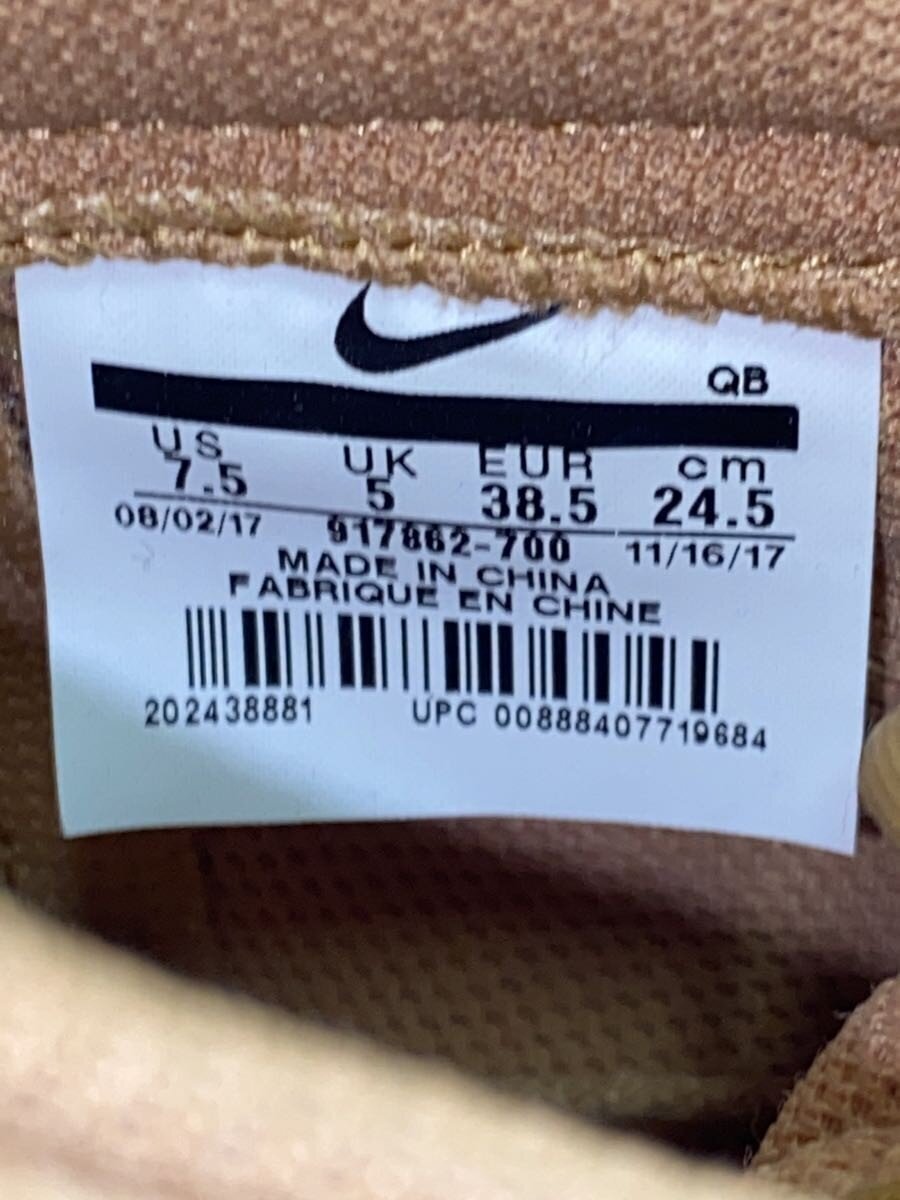 QB
US UK EUR cm
7.5 5 38.5 24.5
08/02/17 917862-700 11/16/17
MADE IN CHINA
FABRIQUE EN CHINE
202438881 UPC 00888407719684